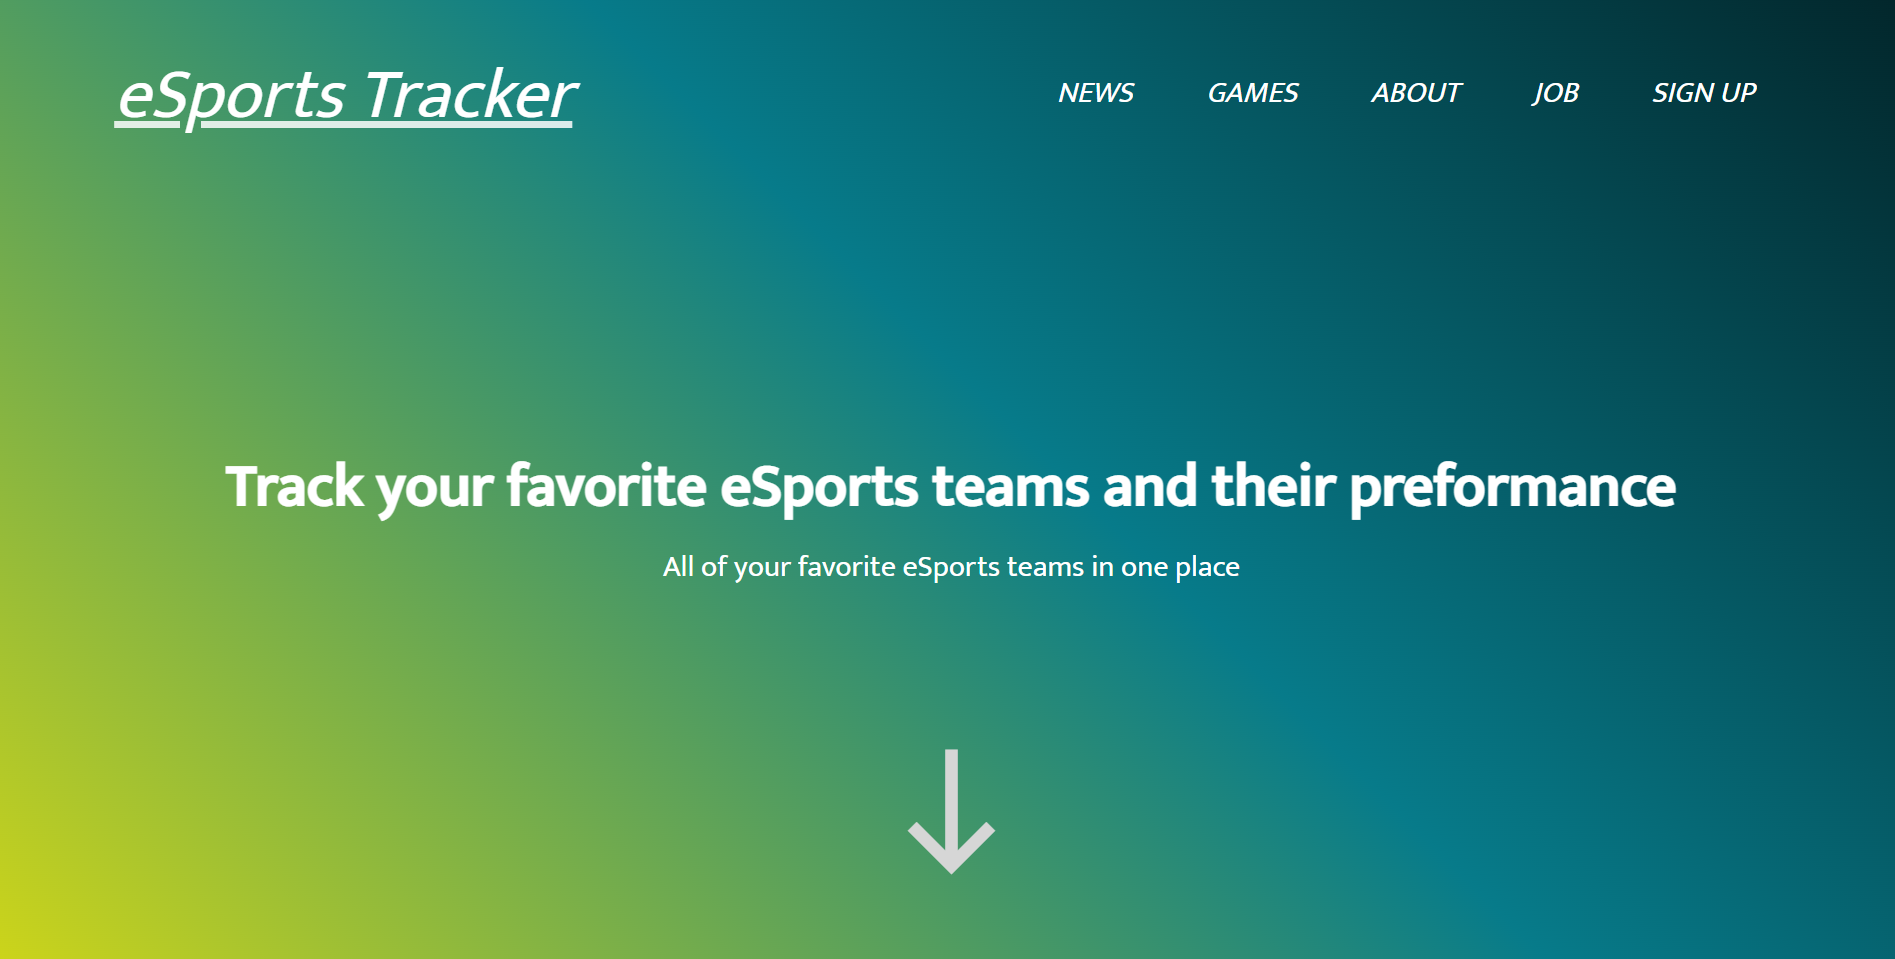 eSports Tracker
NEWS GAMES ABOUT JOB SIGN UP
Track your favorite eSports teams and their preformance
All of your favorite eSports teams in one place